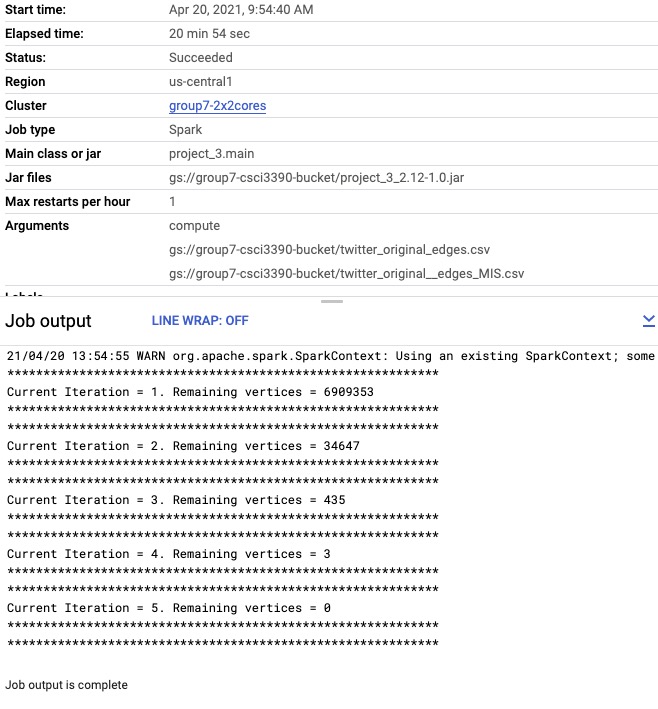 Start time: Apr 20, 2021, 9:54:40 AM
Elapsed time: 20 min 54 sec
Status: Succeeded
Region us-central1
Cluster group7-2x2cores
Job type Spark
Main class or jar project_3.main
Jar files gs://group7-csci3390-bucket/project_3_2.12-1.0.jar
Max restarts per hour 1
Arguments compute
gs://group7-csci3390-bucket/twitter_original_edges.csv
gs://group7-csci3390-bucket/twitter_original__edges_MIS.csv
Labels
Job output LINE WRAP: OFF
21/04/20 13:54:55 WARN org.apache.spark.SparkContext: Using an existing SparkContext; some
************************************************************
Current Iteration = 1. Remaining vertices = 6909353
************************************************************
************************************************************
Current Iteration = 2. Remaining vertices = 34647
************************************************************
************************************************************
Current Iteration = 3. Remaining vertices = 435
************************************************************
************************************************************
Current Iteration = 4. Remaining vertices = 3
************************************************************
************************************************************
Current Iteration = 5. Remaining vertices = 0
************************************************************
************************************************************
Job output is complete